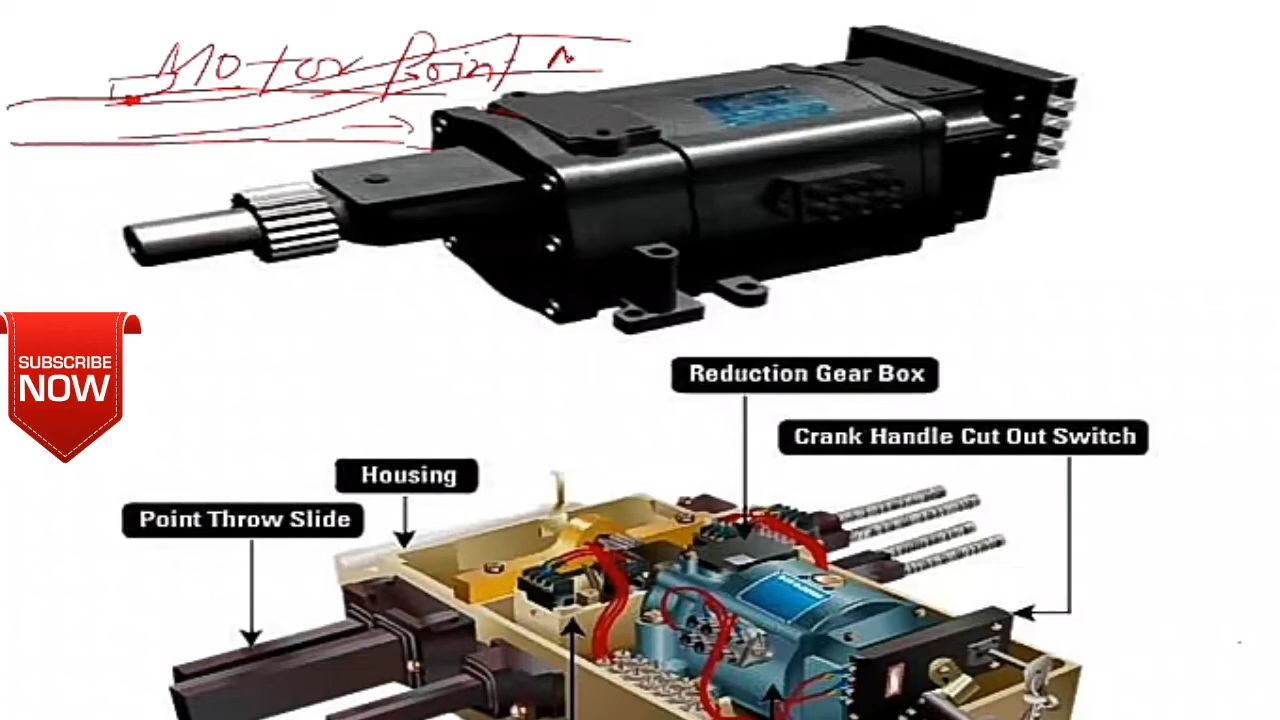 Motor Point
SUBSCRIBE
NOW
Reduction Gear Box
Crank Handle Cut Out Switch
Housing
Point Throw Slide